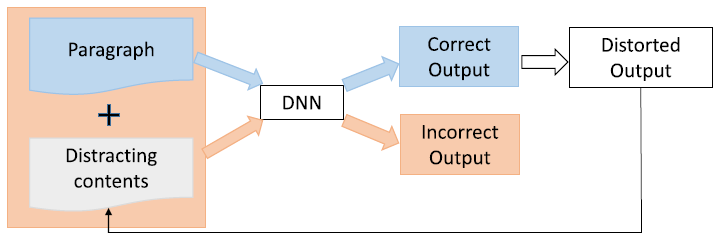 Paragraph
+
Distracting
contents
DNN
Correct
Output
Incorrect
Output
Distorted
Output